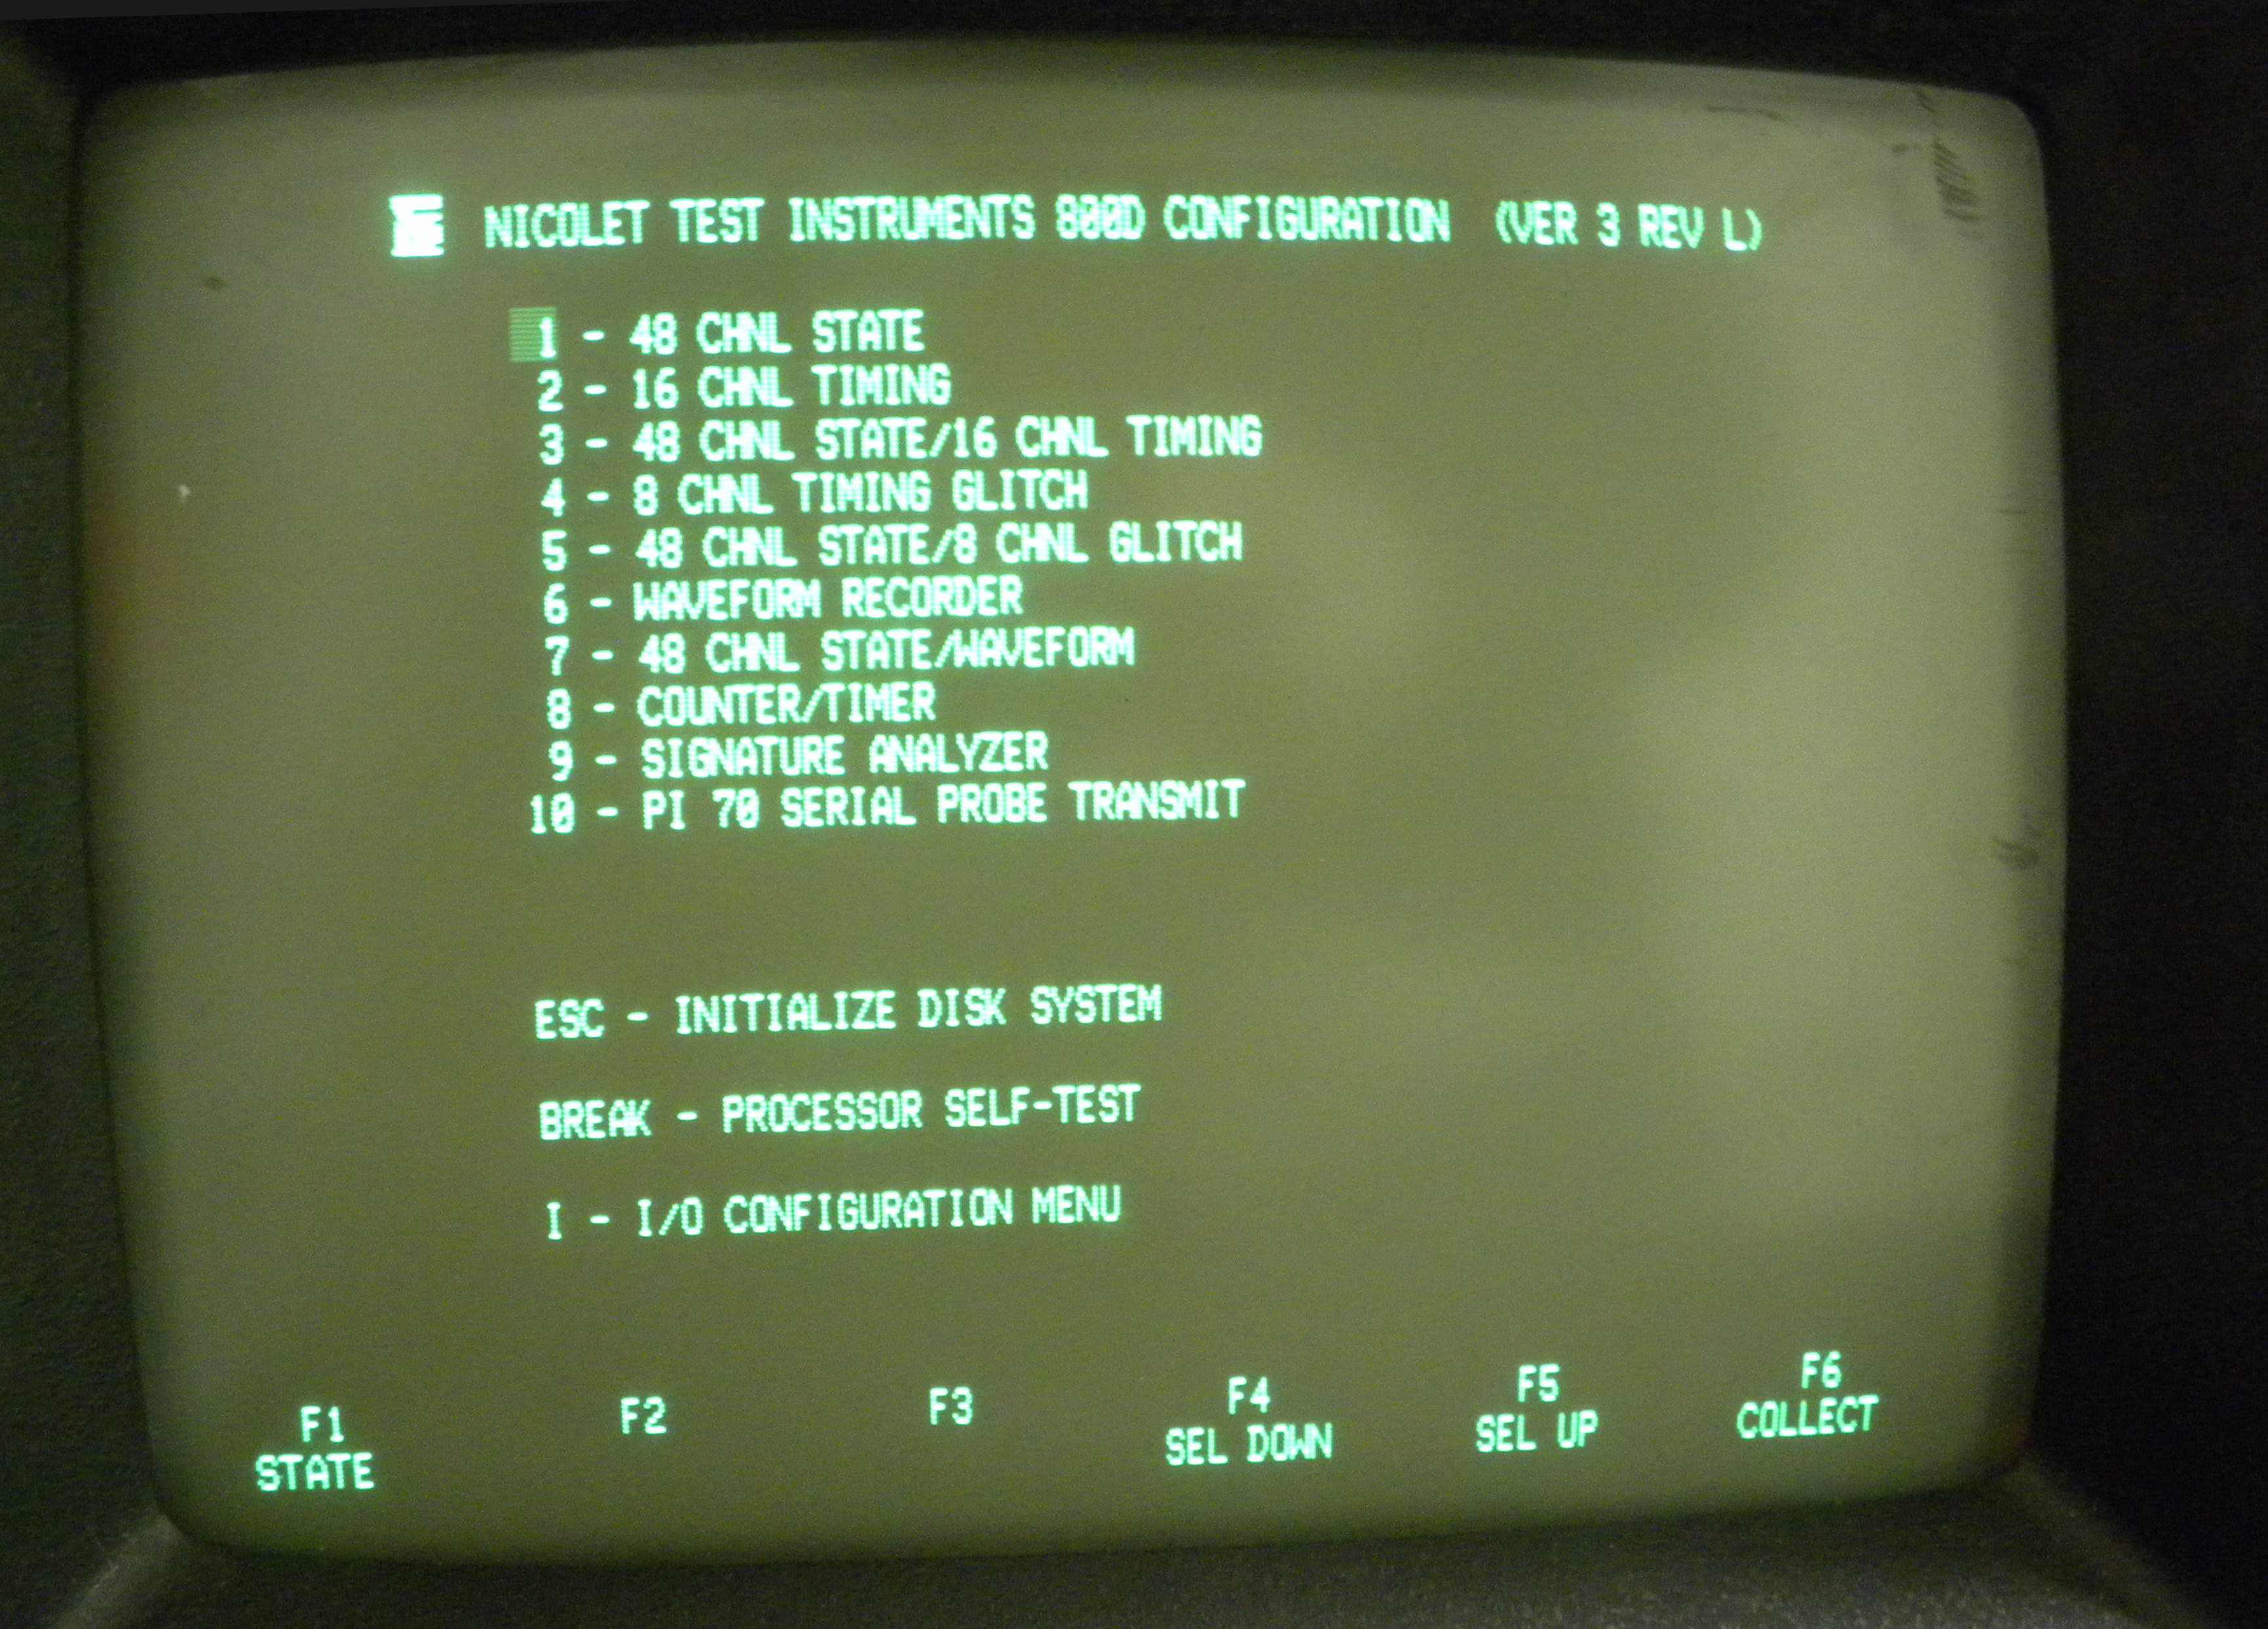 NICOLET TEST INSTRUMENTS 800D CONFIGURATION (VER 3 REV L)
1 - 48 CHNL STATE
2 - 16 CHNL TIMING
3 - 48 CHNL STATE/16 CHNL TIMING
4 - 8 CHNL TIMING GLITCH
5 - 48 CHNL STATE/8 CHNL GLITCH
6 - WAVEFORM RECORDER
7 - 48 CHNL STATE/WAVEFORM
8 - COUNTER/TIMER
9 - SIGNATURE ANALYZER
10 - PI 70 SERIAL PROBE TRANSMIT
ESC - INITIALIZE DISK SYSTEM
BREAK - PROCESSOR SELF-TEST
I - I/O CONFIGURATION MENU
F1 F2 F3 F4 F5 F6
STATE SEL DOWN SEL UP COLLECT